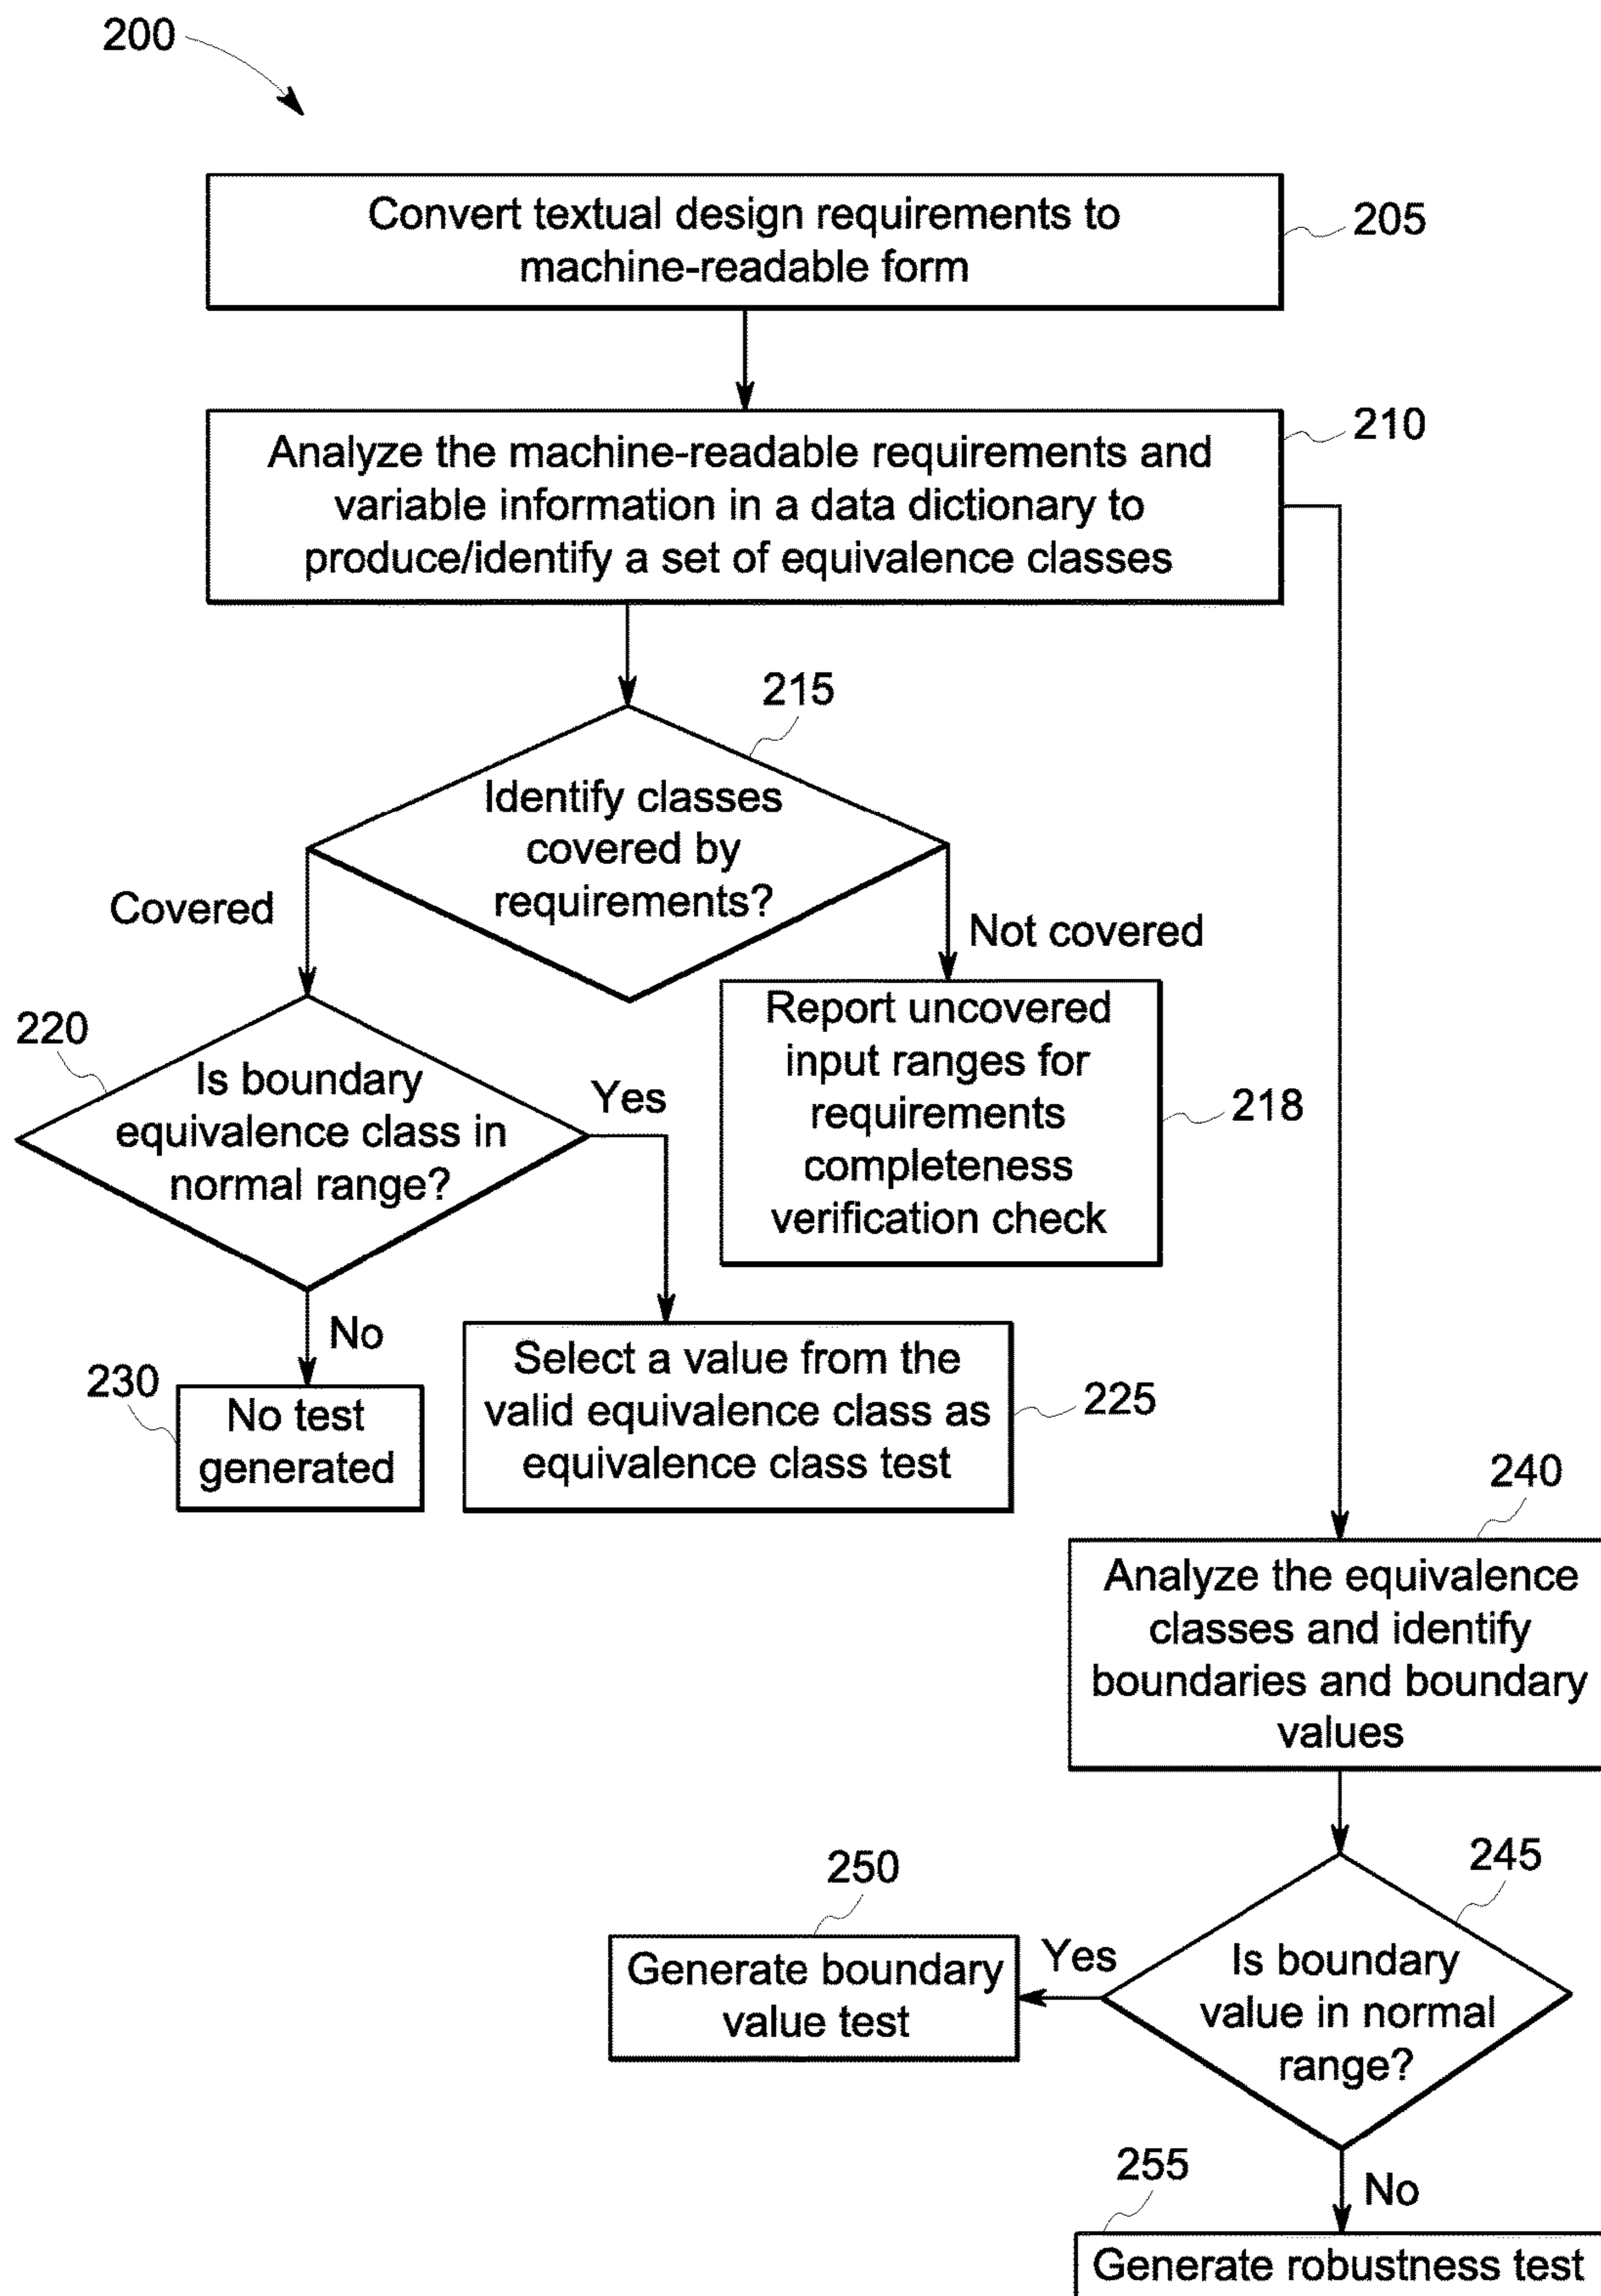 200
Convert textual design requirements to
machine-readable form
205
210
Analyze the machine-readable requirements and
variable information in a data dictionary to
produce/identify a set of equivalence classes
215
Identify classes
covered by
requirements?
Covered
Not covered
220
Is boundary
equivalence class in
normal range?
Yes
Report uncovered
input ranges for
requirements
completeness
verification check
218
No
230
No test
generated
Select a value from the
valid equivalence class as
equivalence class test
225
240
Analyze the equivalence
classes and identify
boundaries and boundary
values
245
250
Generate boundary
value test
Yes
Is boundary
value in normal
range?
255
No
Generate robustness test